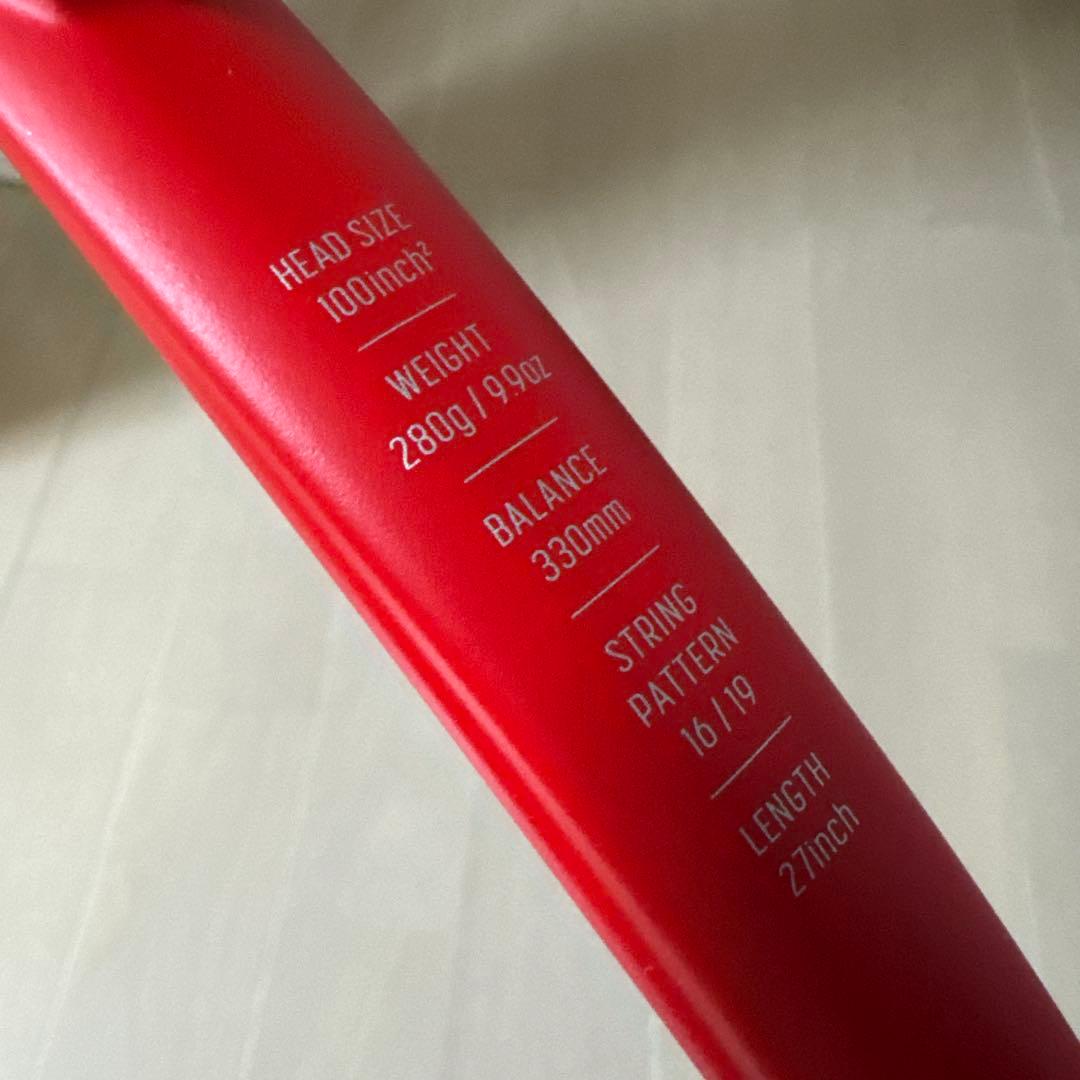 HEAD SIZE
100inch²
WEIGHT
280g / 9.9oz
BALANCE
330mm
STRING
PATTERN
16 / 19
LENGTH
27inch